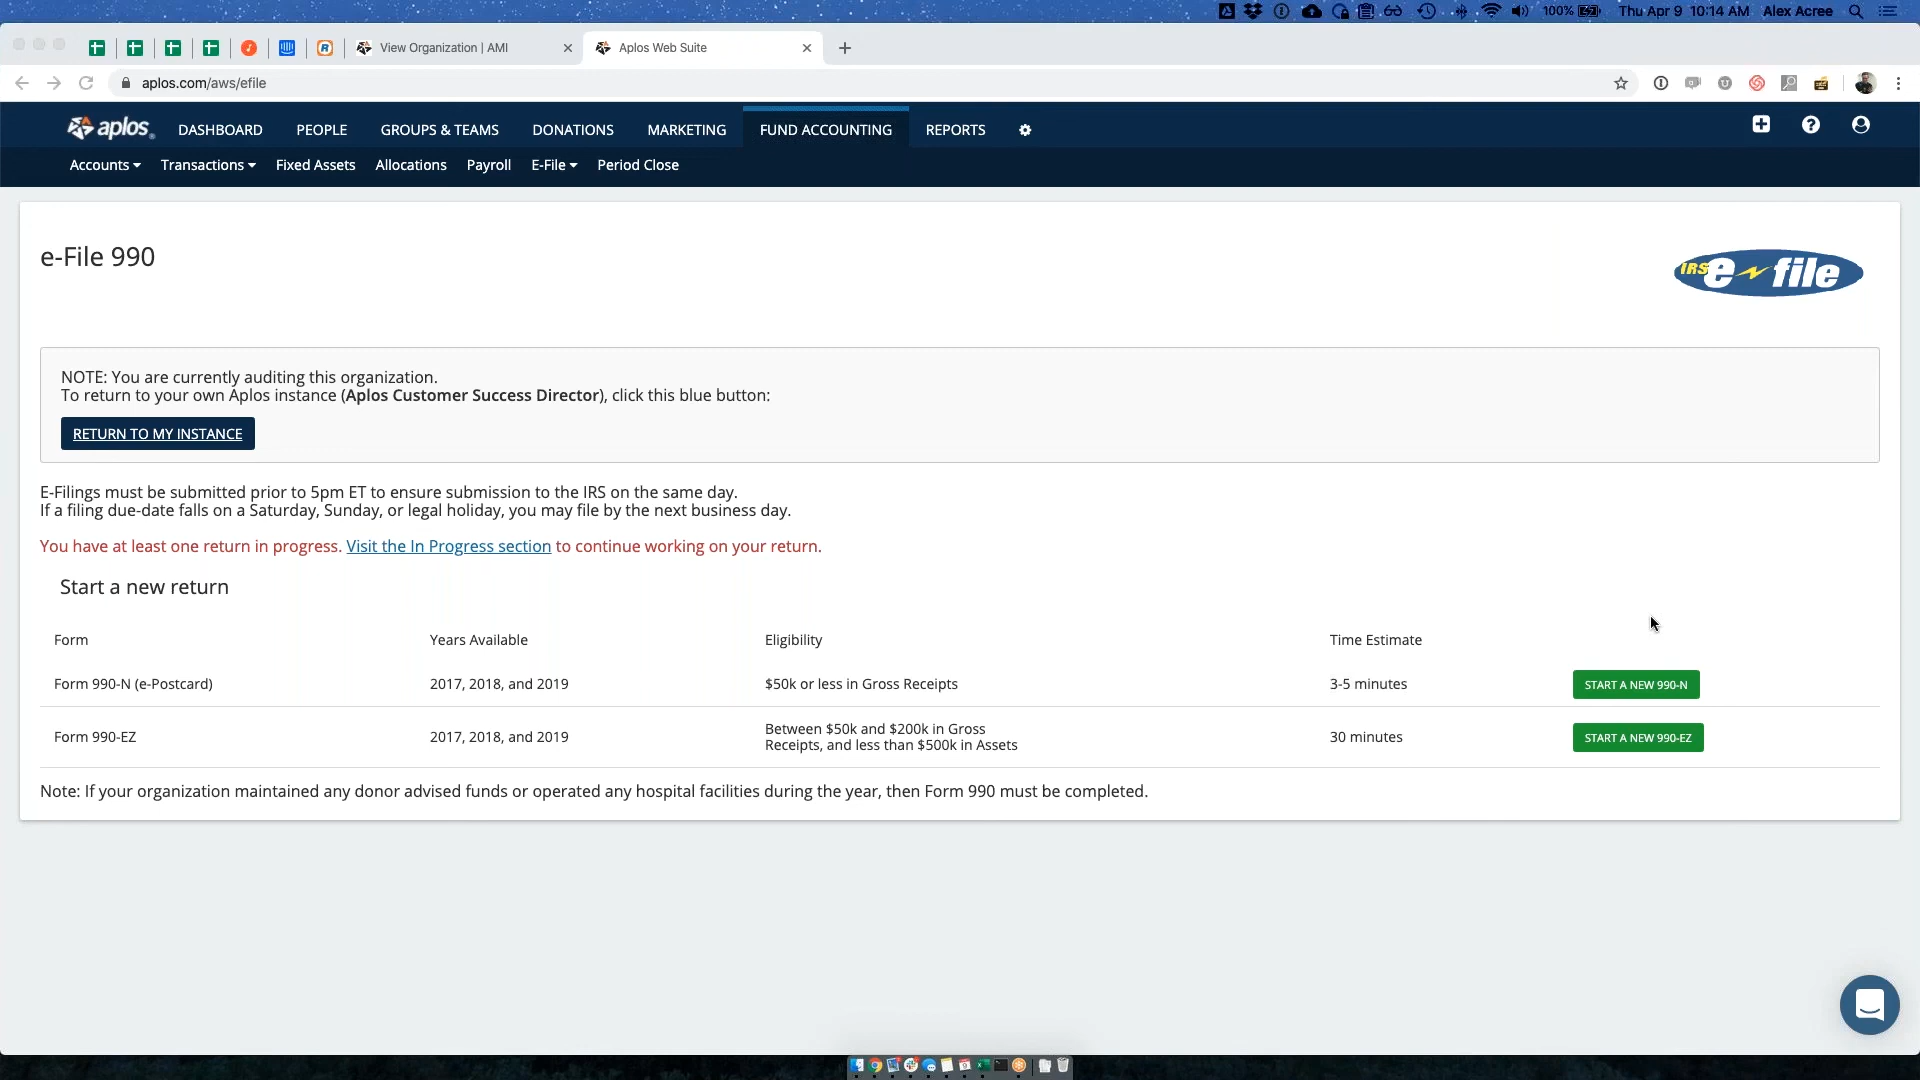 100% Thu Apr 9 10:14 AM Alex Acree
View Organization | AMI
Aplos Web Suite
aplos.com/aws/efile
aplos. DASHBOARD PEOPLE GROUPS & TEAMS DONATIONS MARKETING FUND ACCOUNTING REPORTS
Accounts Transactions Fixed Assets Allocations Payroll E-File Period Close
e-File 990
IRS e file
NOTE: You are currently auditing this organization.
To return to your own Aplos instance (Aplos Customer Success Director), click this blue button:
RETURN TO MY INSTANCE
E-Filings must be submitted prior to 5pm ET to ensure submission to the IRS on the same day.
If a filing due-date falls on a Saturday, Sunday, or legal holiday, you may file by the next business day.
You have at least one return in progress. Visit the In Progress section to continue working on your return.
Start a new return
Form Years Available Eligibility Time Estimate
Form 990-N (e-Postcard) 2017, 2018, and 2019 $50k or less in Gross Receipts 3-5 minutes START A NEW 990-N
Form 990-EZ 2017, 2018, and 2019 Between $50k and $200k in Gross
Receipts, and less than $500k in Assets 30 minutes START A NEW 990-EZ
Note: If your organization maintained any donor advised funds or operated any hospital facilities during the year, then Form 990 must be completed.